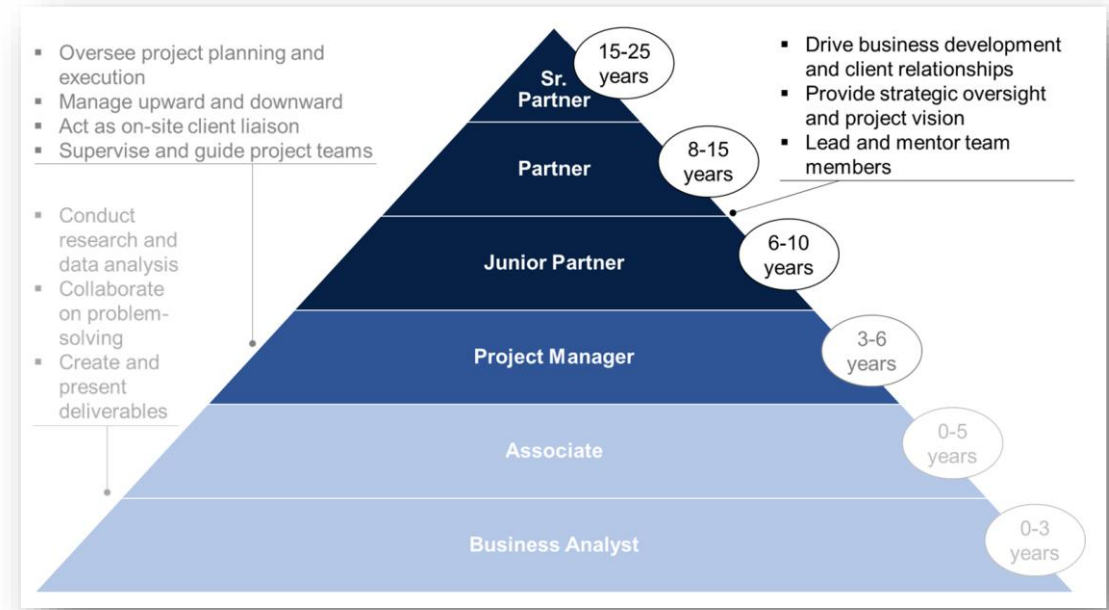 ▪ Oversee project planning and
execution
▪ Manage upward and downward
▪ Act as on-site client liaison
▪ Supervise and guide project teams
▪ Conduct
research and
data analysis
▪ Collaborate
on problem-
solving
▪ Create and
present
deliverables
15-25
years
Sr.
Partner
▪ Drive business development
and client relationships
▪ Provide strategic oversight
and project vision
▪ Lead and mentor team
members
Partner
8-15
years
Junior Partner
6-10
years
Project Manager
3-6
years
Associate
0-5
years
Business Analyst
0-3
years